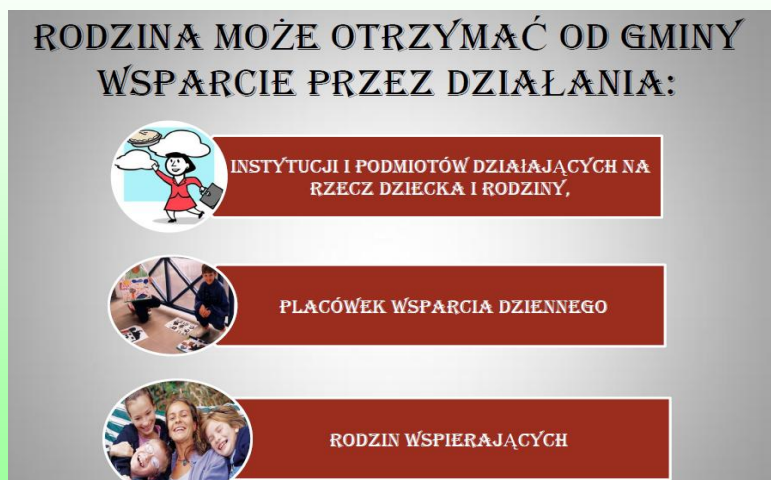 RODZINA MOŻE OTRZYMAĆ OD GMINY
WSPARCIE PRZEZ DZIAŁANIA:
INSTYTUCJI I PODMIOTÓW DZIAŁAJĄCYCH NA
RZECZ DZIECKA I RODZINY,
PLACÓWEK WSPARCIA DZIENNEGO
RODZIN WSPIERAJĄCYCH